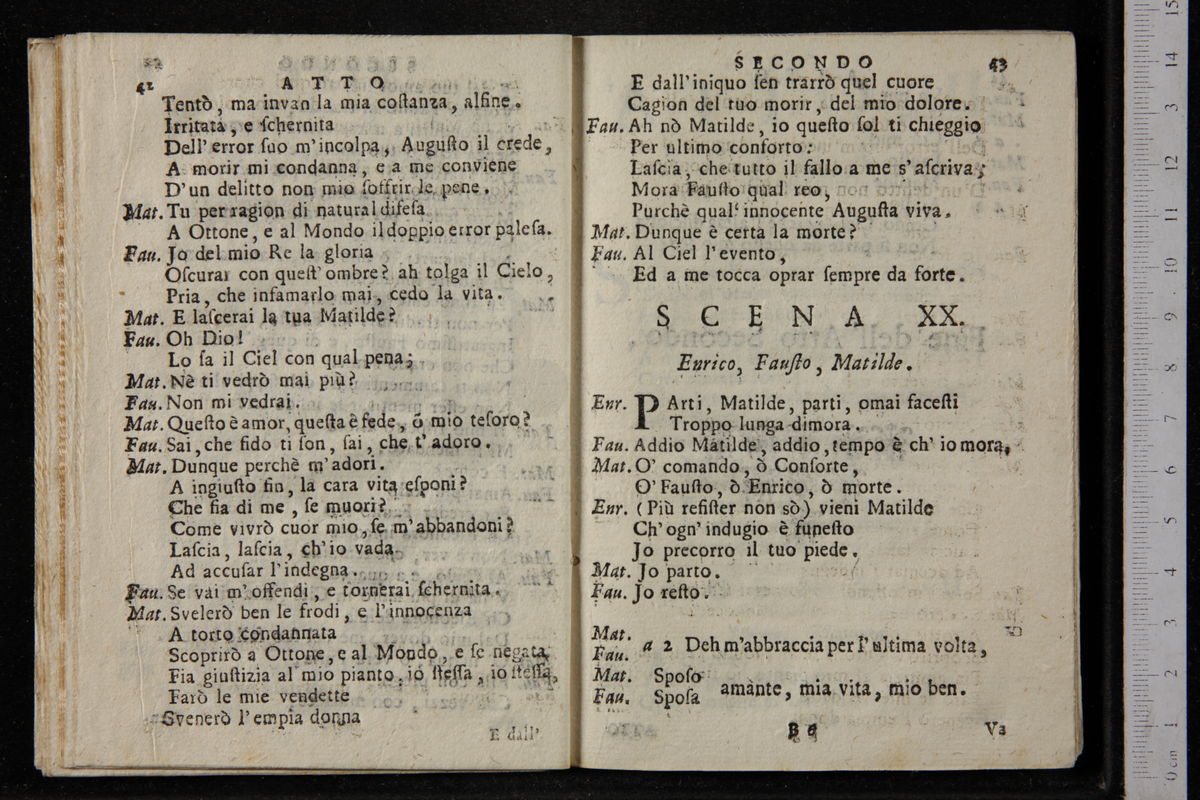 42 ATTO
Tentò, ma invan la mia coſtanza, alfine.
Irritata, e ſchernita
Dell' error ſuo m' incolpa, Auguſto il crede,
A morir mi condanna, e a me conviene
D' un delitto non mio ſoffrir le pene.
Mat. Tu per ragion di natural difeſa
A Ottone, e al Mondo il doppio error paleſa.
Fau. Jo del mio Re la gloria
Oſcurar con queſt' ombre? ah tolga il Cielo,
Pria, che infamarlo mai, cedo la vita.
Mat. E laſcerai la tua Matilde?
Fau. Oh Dio!
Lo ſa il Ciel con qual pena;
Mat. Nè ti vedrò mai più?
Fau. Non mi vedrai.
Mat. Queſto è amor, queſta è fede, ò mio teſoro?
Fau. Sai, che fido ti ſon, ſai, che t' adoro.
Mat. Dunque perchè m' adori.
A ingiuſto fin, la cara vita eſponi?
Che fia di me, ſe muori?
Come vivrò cuor mio, ſe m' abbandoni?
Laſcia, laſcia, ch' io vada
Ad accuſar l' indegna.
Fau. Se vai m' offendi, e tornerai ſchernita.
Mat. Svelerò ben le frodi, e l' innocenza
A torto condannata
Scoprirò a Ottone, e al Mondo, e ſe negata
Fia giuſtizia al mio pianto, io ſteſſa, io ſteſſa,
Farò le mie vendette
Svenerò l' empia donna
E dall'
SECONDO 43
E dall' iniquo ſen trarrò quel cuore
Cagion del tuo morir, del mio dolore.
Fau. Ah nò Matilde, io queſto ſol ti chieggio
Per ultimo conforto:
Laſcia, che tutto il fallo a me s' aſcriva;
Mora Fauſto qual reo,
Purchè qual' innocente Auguſta viva.
Mat. Dunque è certa la morte?
Fau. Al Ciel l' evento,
Ed a me tocca oprar ſempre da forte.
SCENA XX.
Enrico, Fauſto, Matilde.
Enr. PArti, Matilde, parti, omai faceſti
Troppo lunga dimora.
Fau. Addio Matilde, addio, tempo è ch' io mora,
Mat. O' comando, ò Conſorte,
O' Fauſto, ò Enrico, ò morte.
Enr. (Più reſiſter non sò) vieni Matilde
Ch' ogn' indugio è funeſto
Jo precorro il tuo piede.
Mat. Jo parto.
Fau. Jo reſto.
Mat.
Fau. a 2 Deh m' abbraccia per l' ultima volta,
Mat. Spoſo
Fau. Spoſa amante, mia vita, mio ben.
B 6 Va